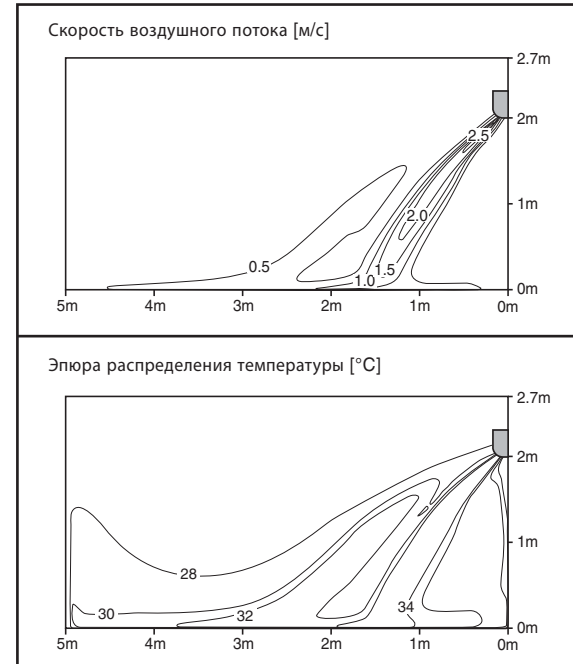 Скорость воздушного потока [м/с]
2.7m
2m
2.5
1m
2.0
0.5
1.5
1.0
0m
5m 4m 3m 2m 1m 0m
Эпюра распределения температуры [°C]
2.7m
2m
1m
28
34
30
32
0m
5m 4m 3m 2m 1m 0m